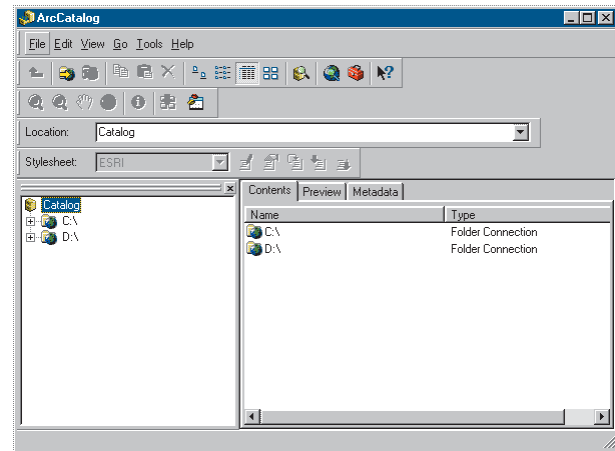 ArcCatalog
File Edit View Go Tools Help
Location: Catalog
Stylesheet: ESRI
Catalog
C:\
D:\
Contents Preview Metadata
Name Type
C:\ Folder Connection
D:\ Folder Connection